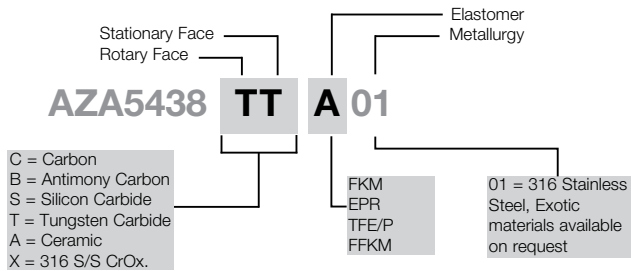 Elastomer
Stationary Face
Metallurgy
Rotary Face
AZA5438 TT A 01
C = Carbon
B = Antimony Carbon
S = Silicon Carbide
T = Tungsten Carbide
A = Ceramic
X = 316 S/S CrOx.
FKM
EPR
TFE/P
FFKM
01 = 316 Stainless
Steel, Exotic
materials available
on request